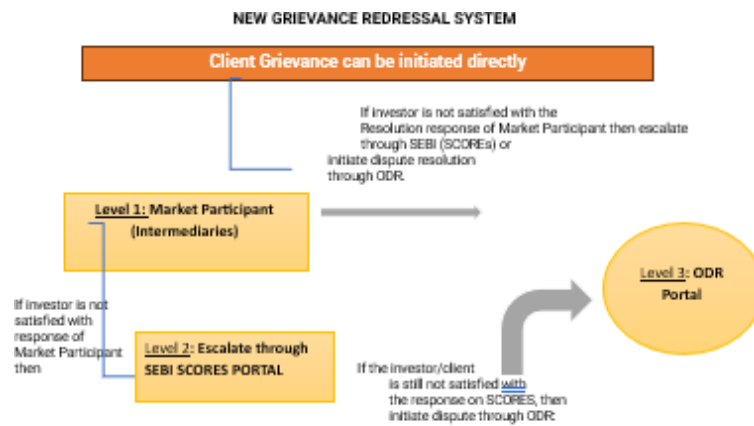 NEW GRIEVANCE REDRESSAL SYSTEM
Client Grievance can be initiated directly
If investor is not satisfied with the
Resolution response of Market Participant then escalate
through SEBI (SCOREs) or
initiate dispute resolution
through ODR.
Level 1: Market Participant
(Intermediaries)
Level 3: ODR
Portal
If investor is not
satisfied with
response of
Market Participant
then
Level 2: Escalate through
SEBI SCORES PORTAL
If the investor/client
is still not satisfied with
the response on SCORES, then
initiate dispute through ODR.